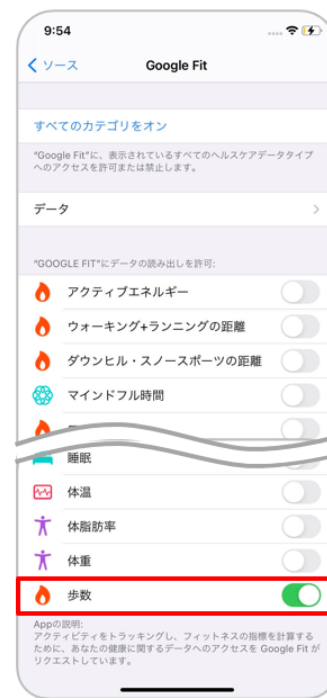 9:54
ソース
Google Fit
すべてのカテゴリをオン
"Google Fit"に、表示されているすべてのヘルスケアデータタイプ
へのアクセスを許可または禁止します。
データ
"GOOGLE FIT"にデータの読み出しを許可:
アクティブエネルギー
ウォーキング+ランニングの距離
ダウンヒル・スノースポーツの距離
マインドフル時間
睡眠
体温
体脂肪率
体重
歩数
Appの説明:
アクティビティをトラッキングし、フィットネスの指標を計算する
ために、あなたの健康に関するデータへのアクセスを Google Fit が
リクエストしています。